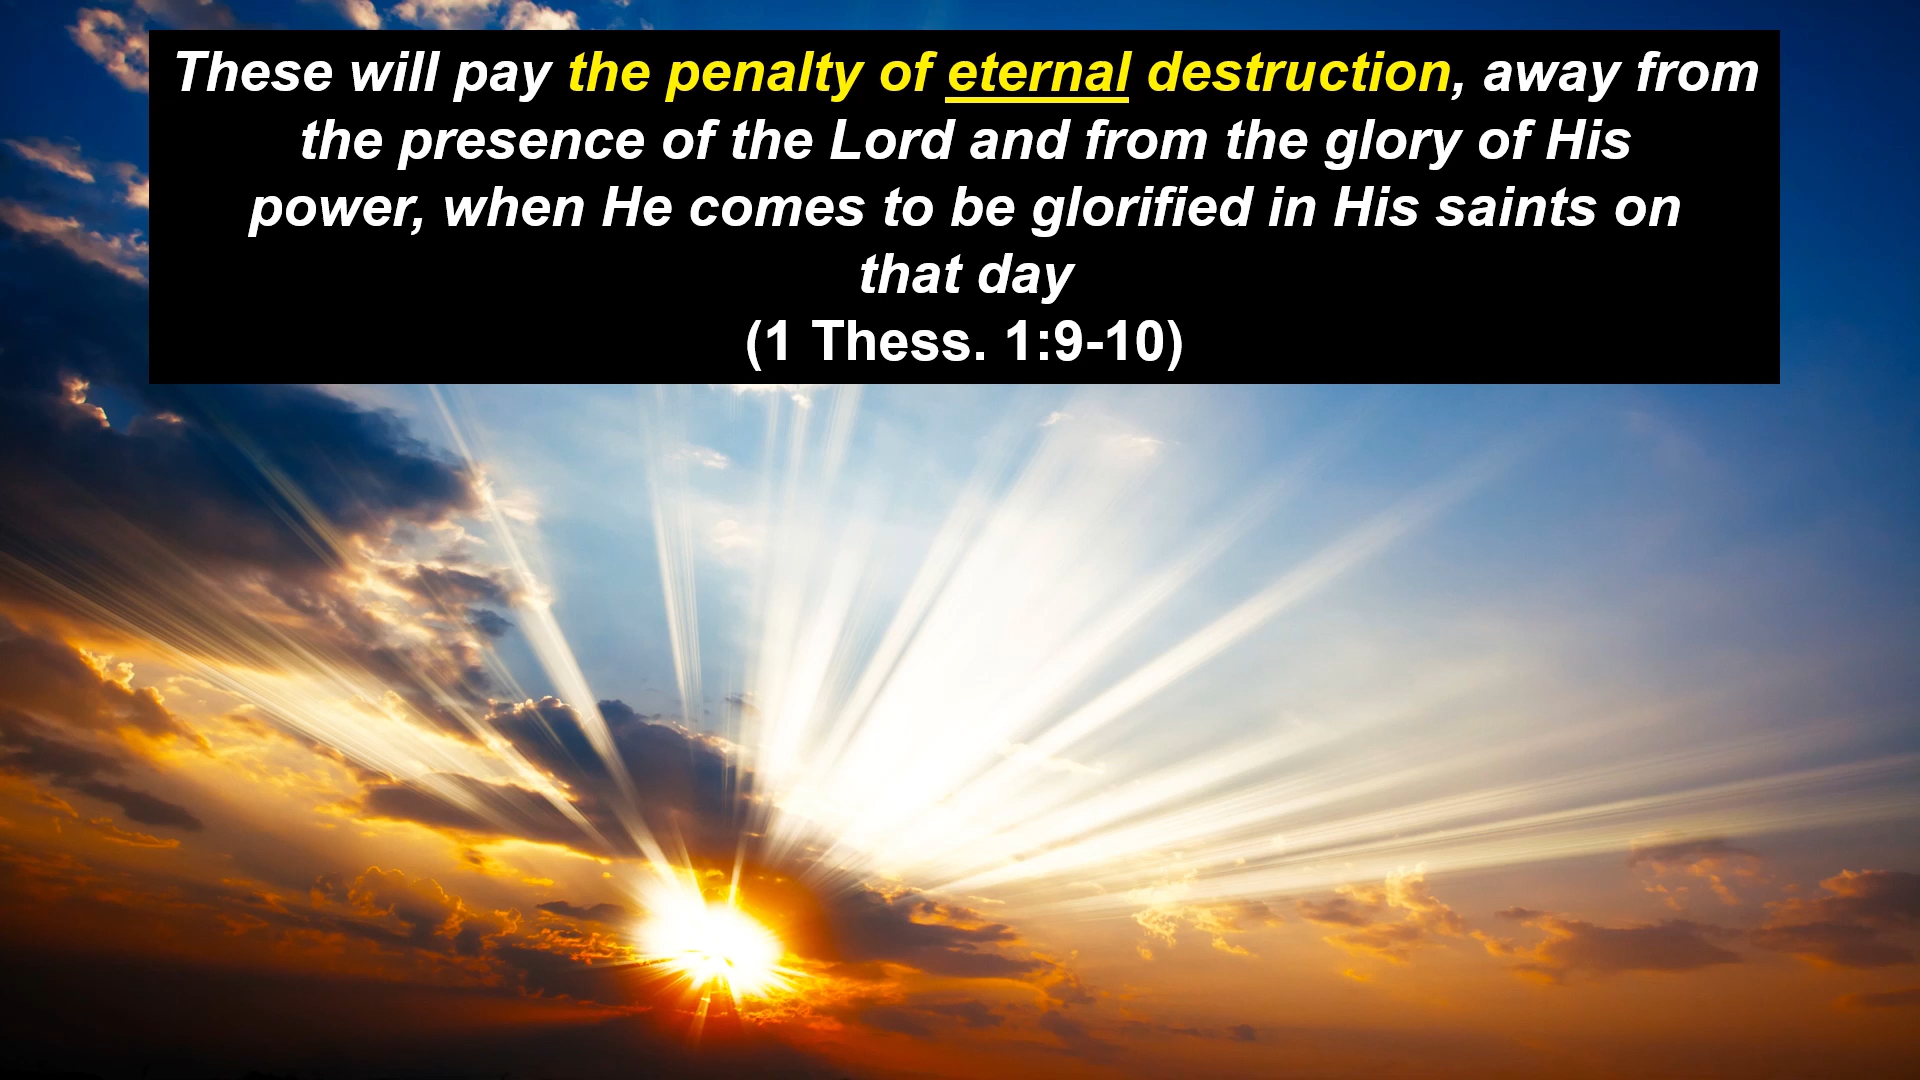 These will pay the penalty of eternal destruction, away from
the presence of the Lord and from the glory of His
power, when He comes to be glorified in His saints on
that day
(1 Thess. 1:9-10)